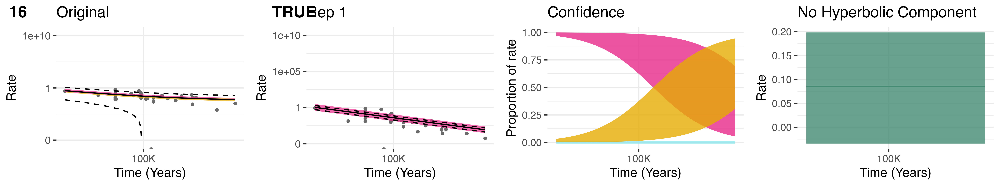 16 Original
1e+10
1
0
Rate
100K
Time (Years)
TRUE ep 1
1e+10
1e+05
1
0
Rate
100K
Time (Years)
Confidence
1.00
0.75
0.50
0.25
0.00
Proportion of rate
100K
Time (Years)
No Hyperbolic Component
0.20
0.15
0.10
0.05
0.00
Rate
100K
Time (Years)